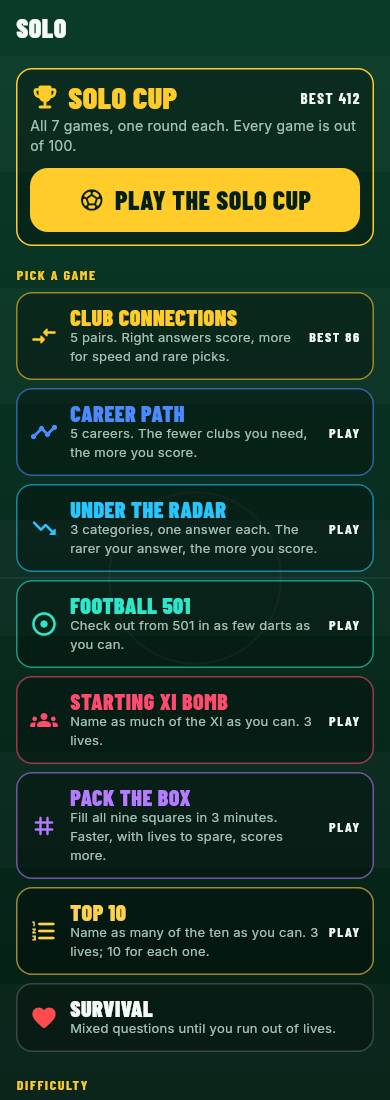 SOLO
SOLO CUP
BEST 412
All 7 games, one round each. Every game is out
of 100.
PLAY THE SOLO CUP
PICK A GAME
CLUB CONNECTIONS
5 pairs. Right answers score, more
for speed and rare picks.
BEST 86
CAREER PATH
5 careers. The fewer clubs you need,
the more you score.
PLAY
UNDER THE RADAR
3 categories, one answer each. The
rarer your answer, the more you score.
PLAY
FOOTBALL 501
Check out from 501 in as few darts as
you can.
PLAY
STARTING XI BOMB
Name as much of the XI as you can. 3
lives.
PLAY
PACK THE BOX
Fill all nine squares in 3 minutes.
Faster, with lives to spare, scores
more.
PLAY
TOP 10
Name as many of the ten as you can. 3
lives; 10 for each one.
PLAY
SURVIVAL
Mixed questions until you run out of lives.
DIFFICULTY